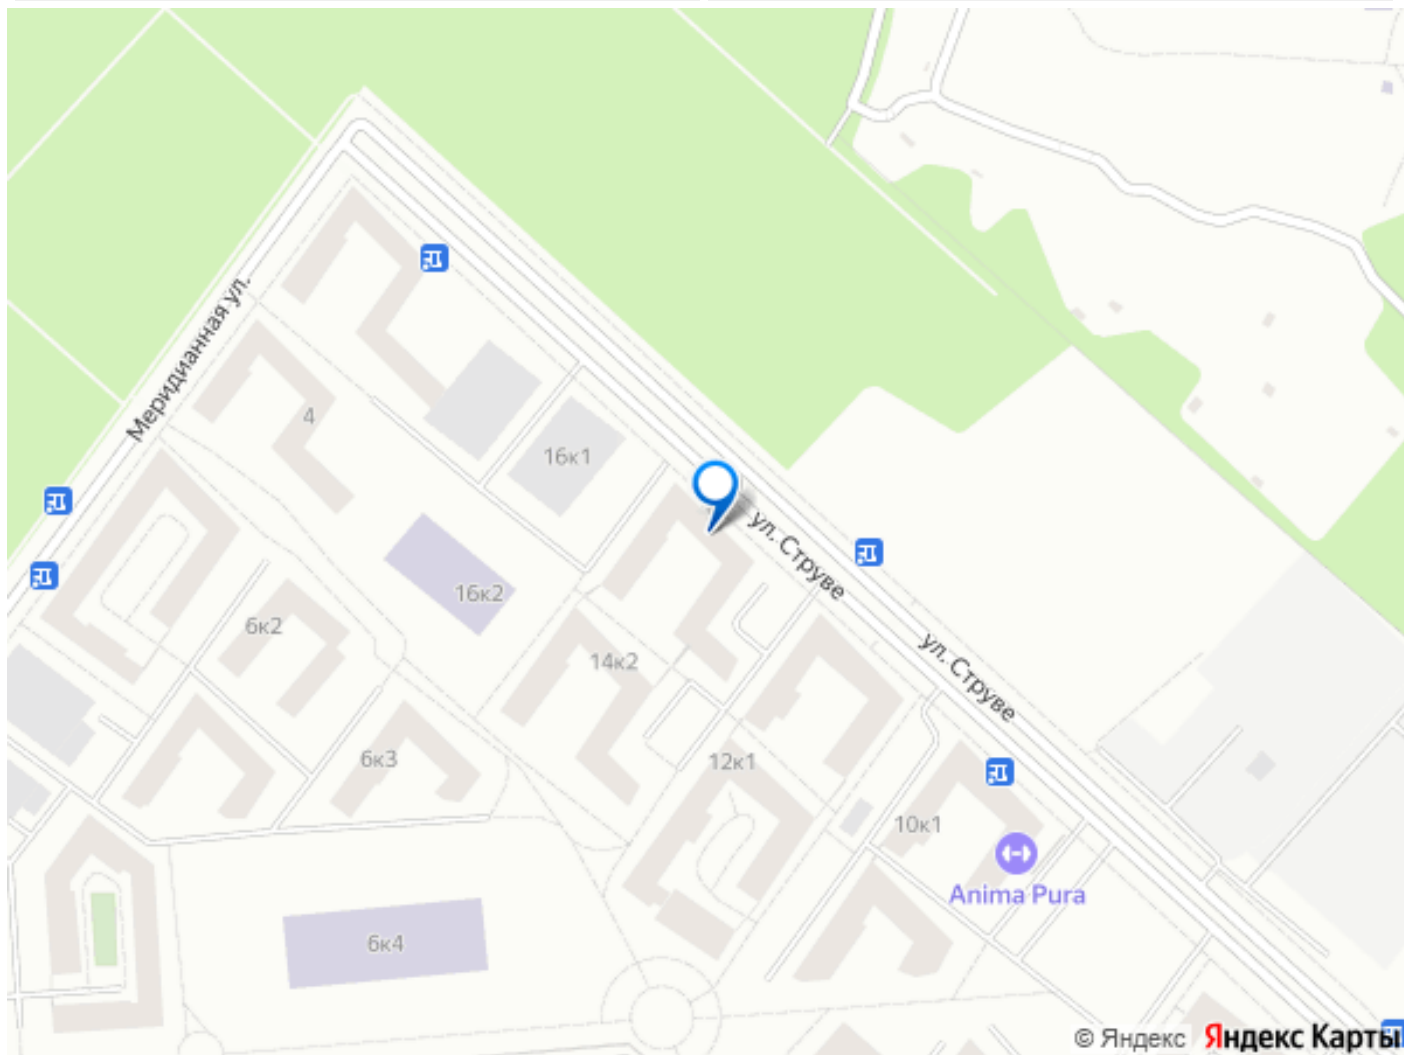 Меридианная ул.
4
16к1
16к2
ул. Струве
6к2
14к2
ул. Струве
6к3
12к1
10к1
Anima Pura
6к4
© Яндекс Яндекс Карты